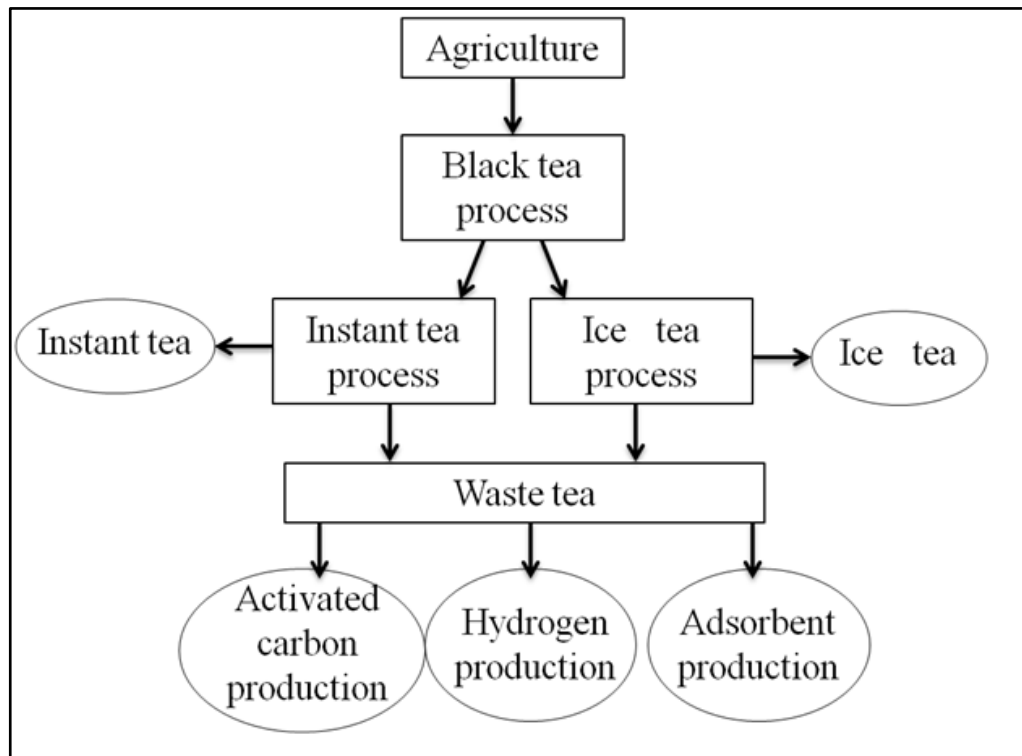 Agriculture
Black tea
process
Instant tea
Instant tea
process
Ice tea
process
Ice tea
Waste tea
Activated
carbon
production
Hydrogen
production
Adsorbent
production